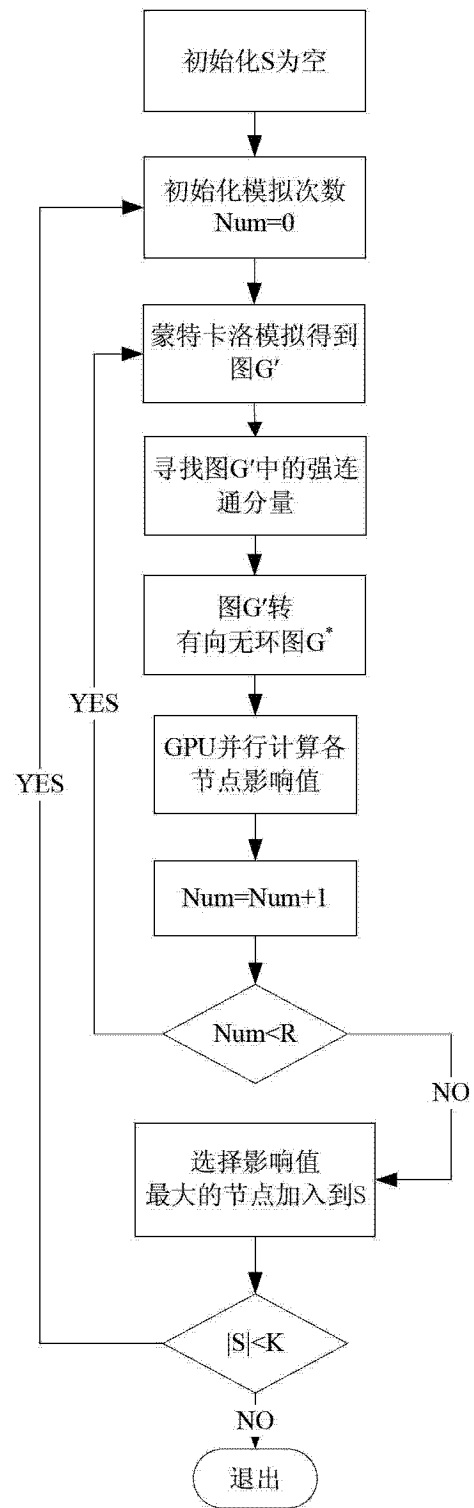 初始化S为空
初始化模拟次数
Num=0
蒙特卡洛模拟得到
图G'
寻找图G'中的强连
通分量
图G'转
有向无环图G*
YES
GPU并行计算各
节点影响值
YES
Num=Num+1
Num<R
NO
选择影响值
最大的节点加入到S
|S|<K
NO
退出